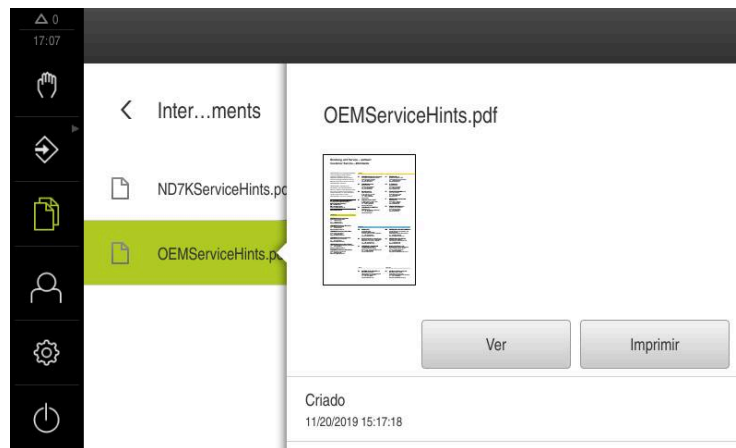 0
17:07
Inter…ments
ND7KServiceHints.pd
OEMServiceHints.p
OEMServiceHints.pdf
Ver
Imprimir
Criado
11/20/2019 15:17:18